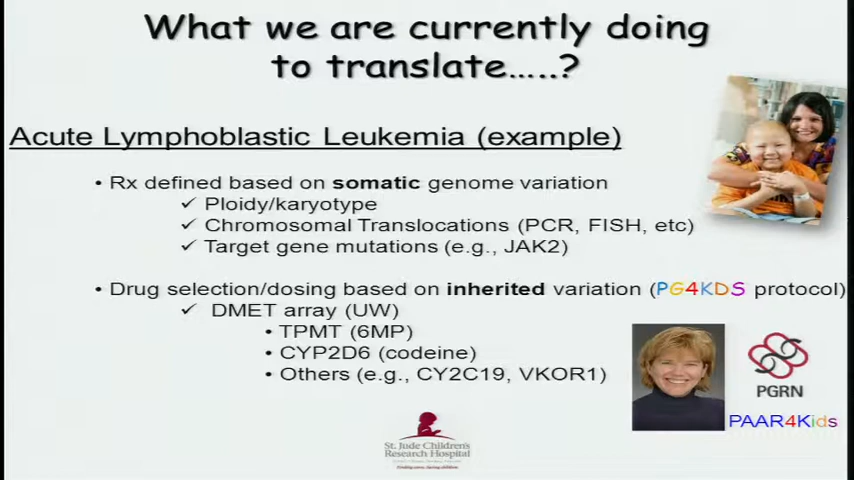 What we are currently doing
to translate…..?
Acute Lymphoblastic Leukemia (example)
• Rx defined based on somatic genome variation
✓ Ploidy/karyotype
✓ Chromosomal Translocations (PCR, FISH, etc)
✓ Target gene mutations (e.g., JAK2)
• Drug selection/dosing based on inherited variation (PG4KDS protocol)
✓ DMET array (UW)
• TPMT (6MP)
• CYP2D6 (codeine)
• Others (e.g., CY2C19, VKOR1)
PGRN
PAAR4Kids
St. Jude Children's
Research Hospital